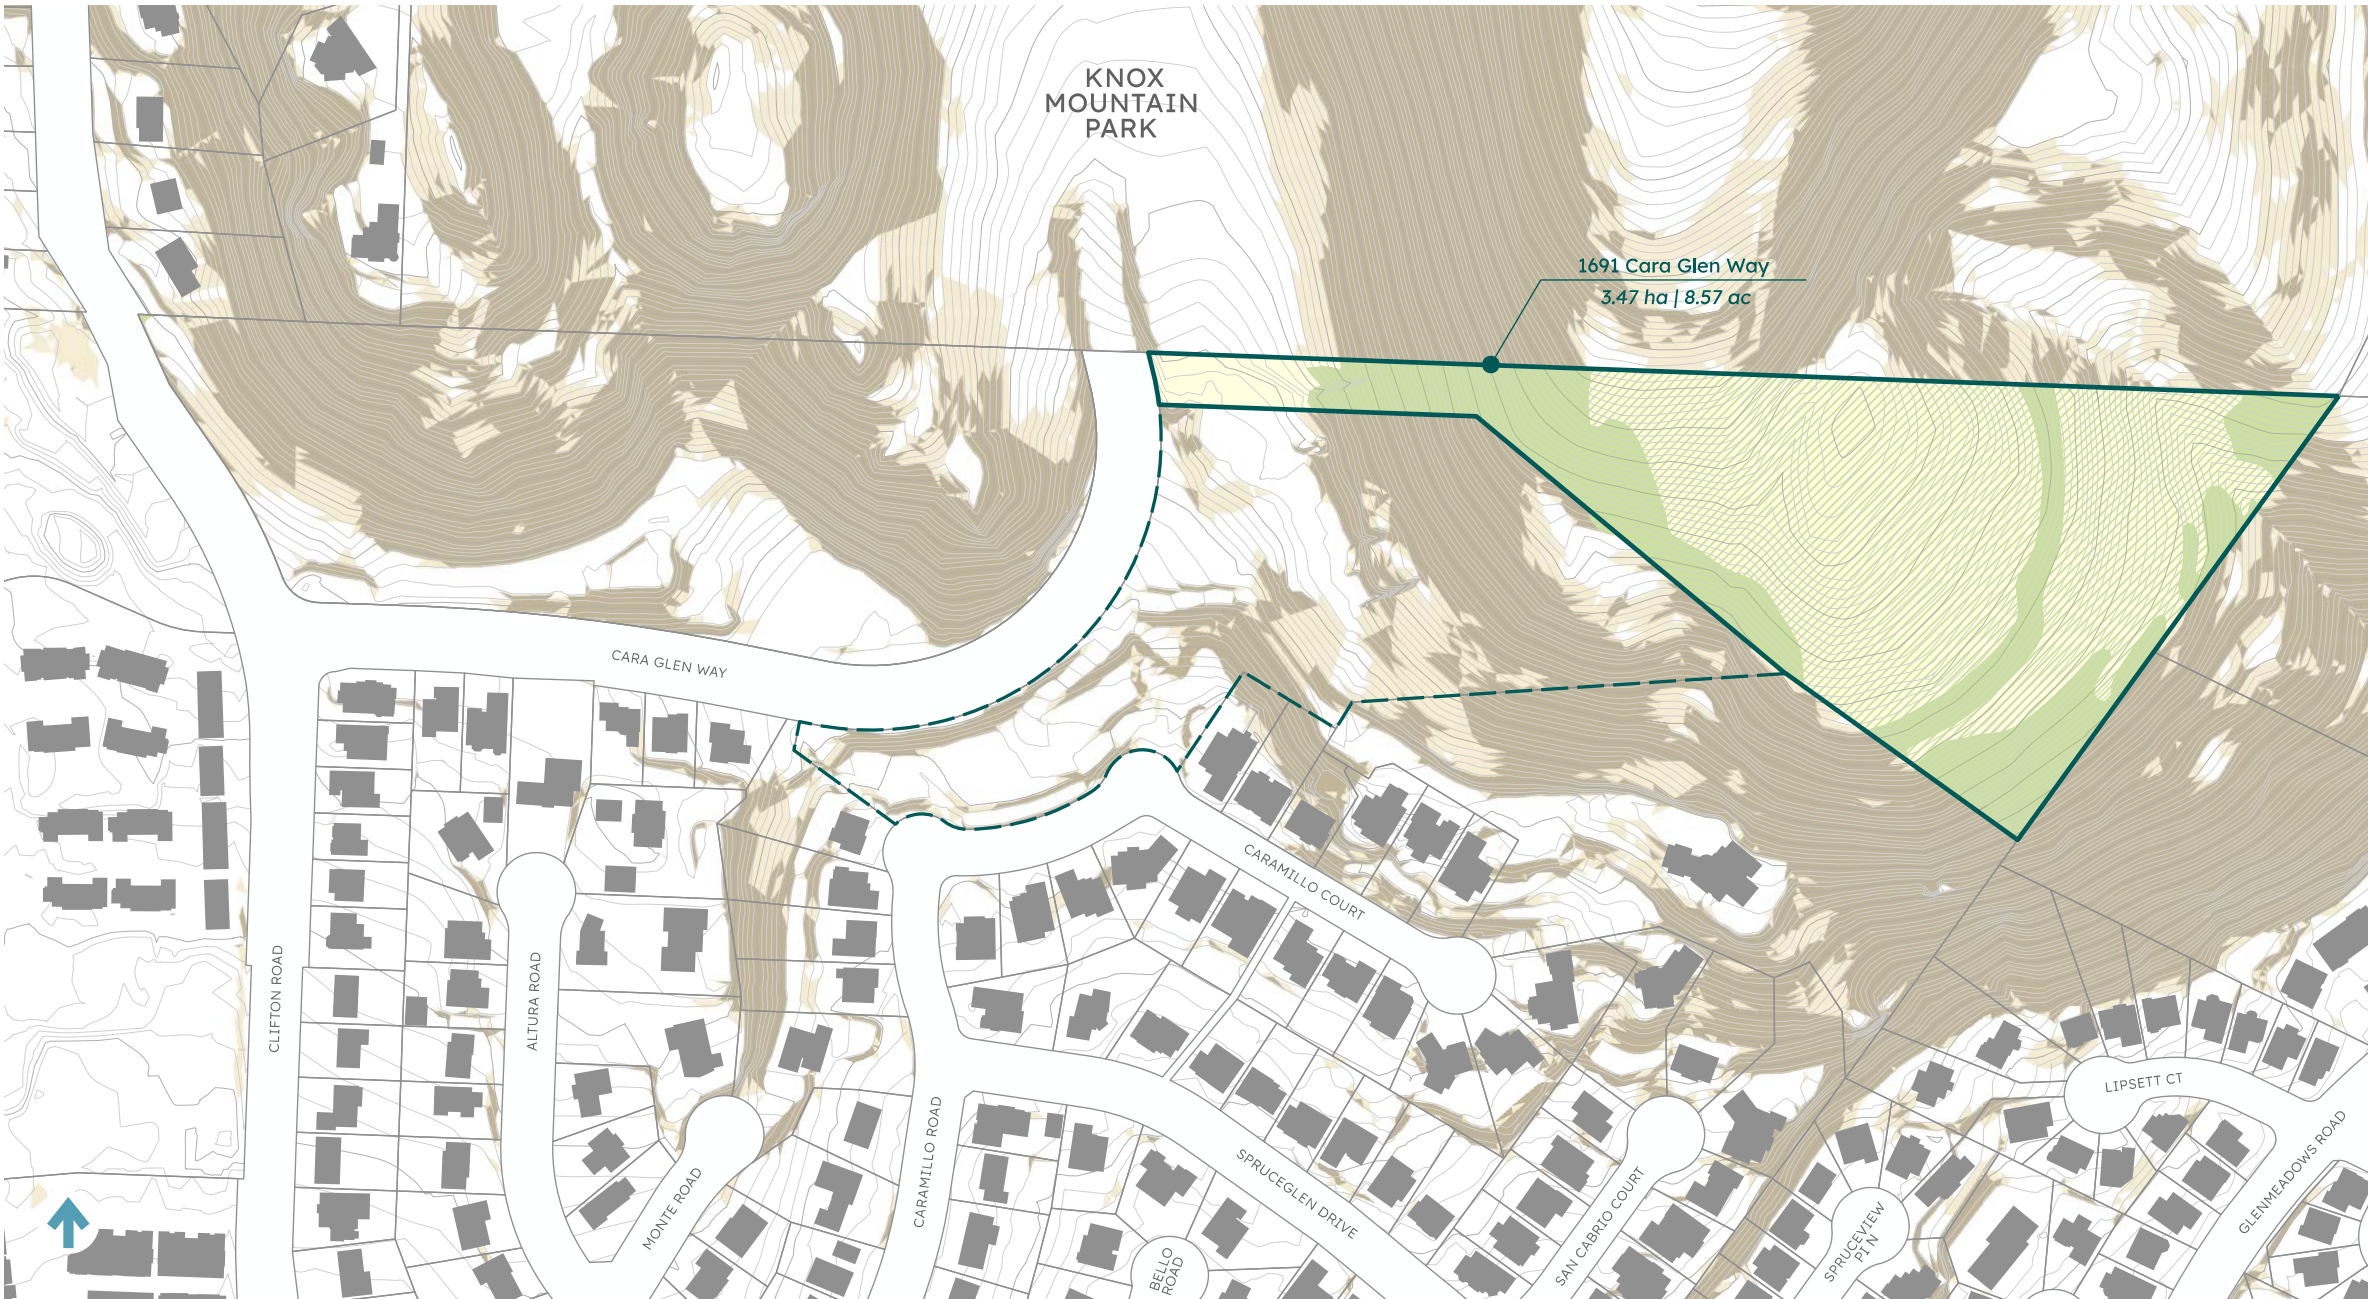 KNOX
MOUNTAIN
PARK
1691 Cara Glen Way
3.47 ha | 8.57 ac
CARA GLEN WAY
CLIFTON ROAD
ALTURA ROAD
MONTE ROAD
CARAMILLO ROAD
CARAMILLO COURT
SPRUCEGLEN DRIVE
BELLO
ROAD
SAN CABRIO COURT
SPRUCEVIEW
PIN
LIPSETT CT
GLENMEADOWS ROAD